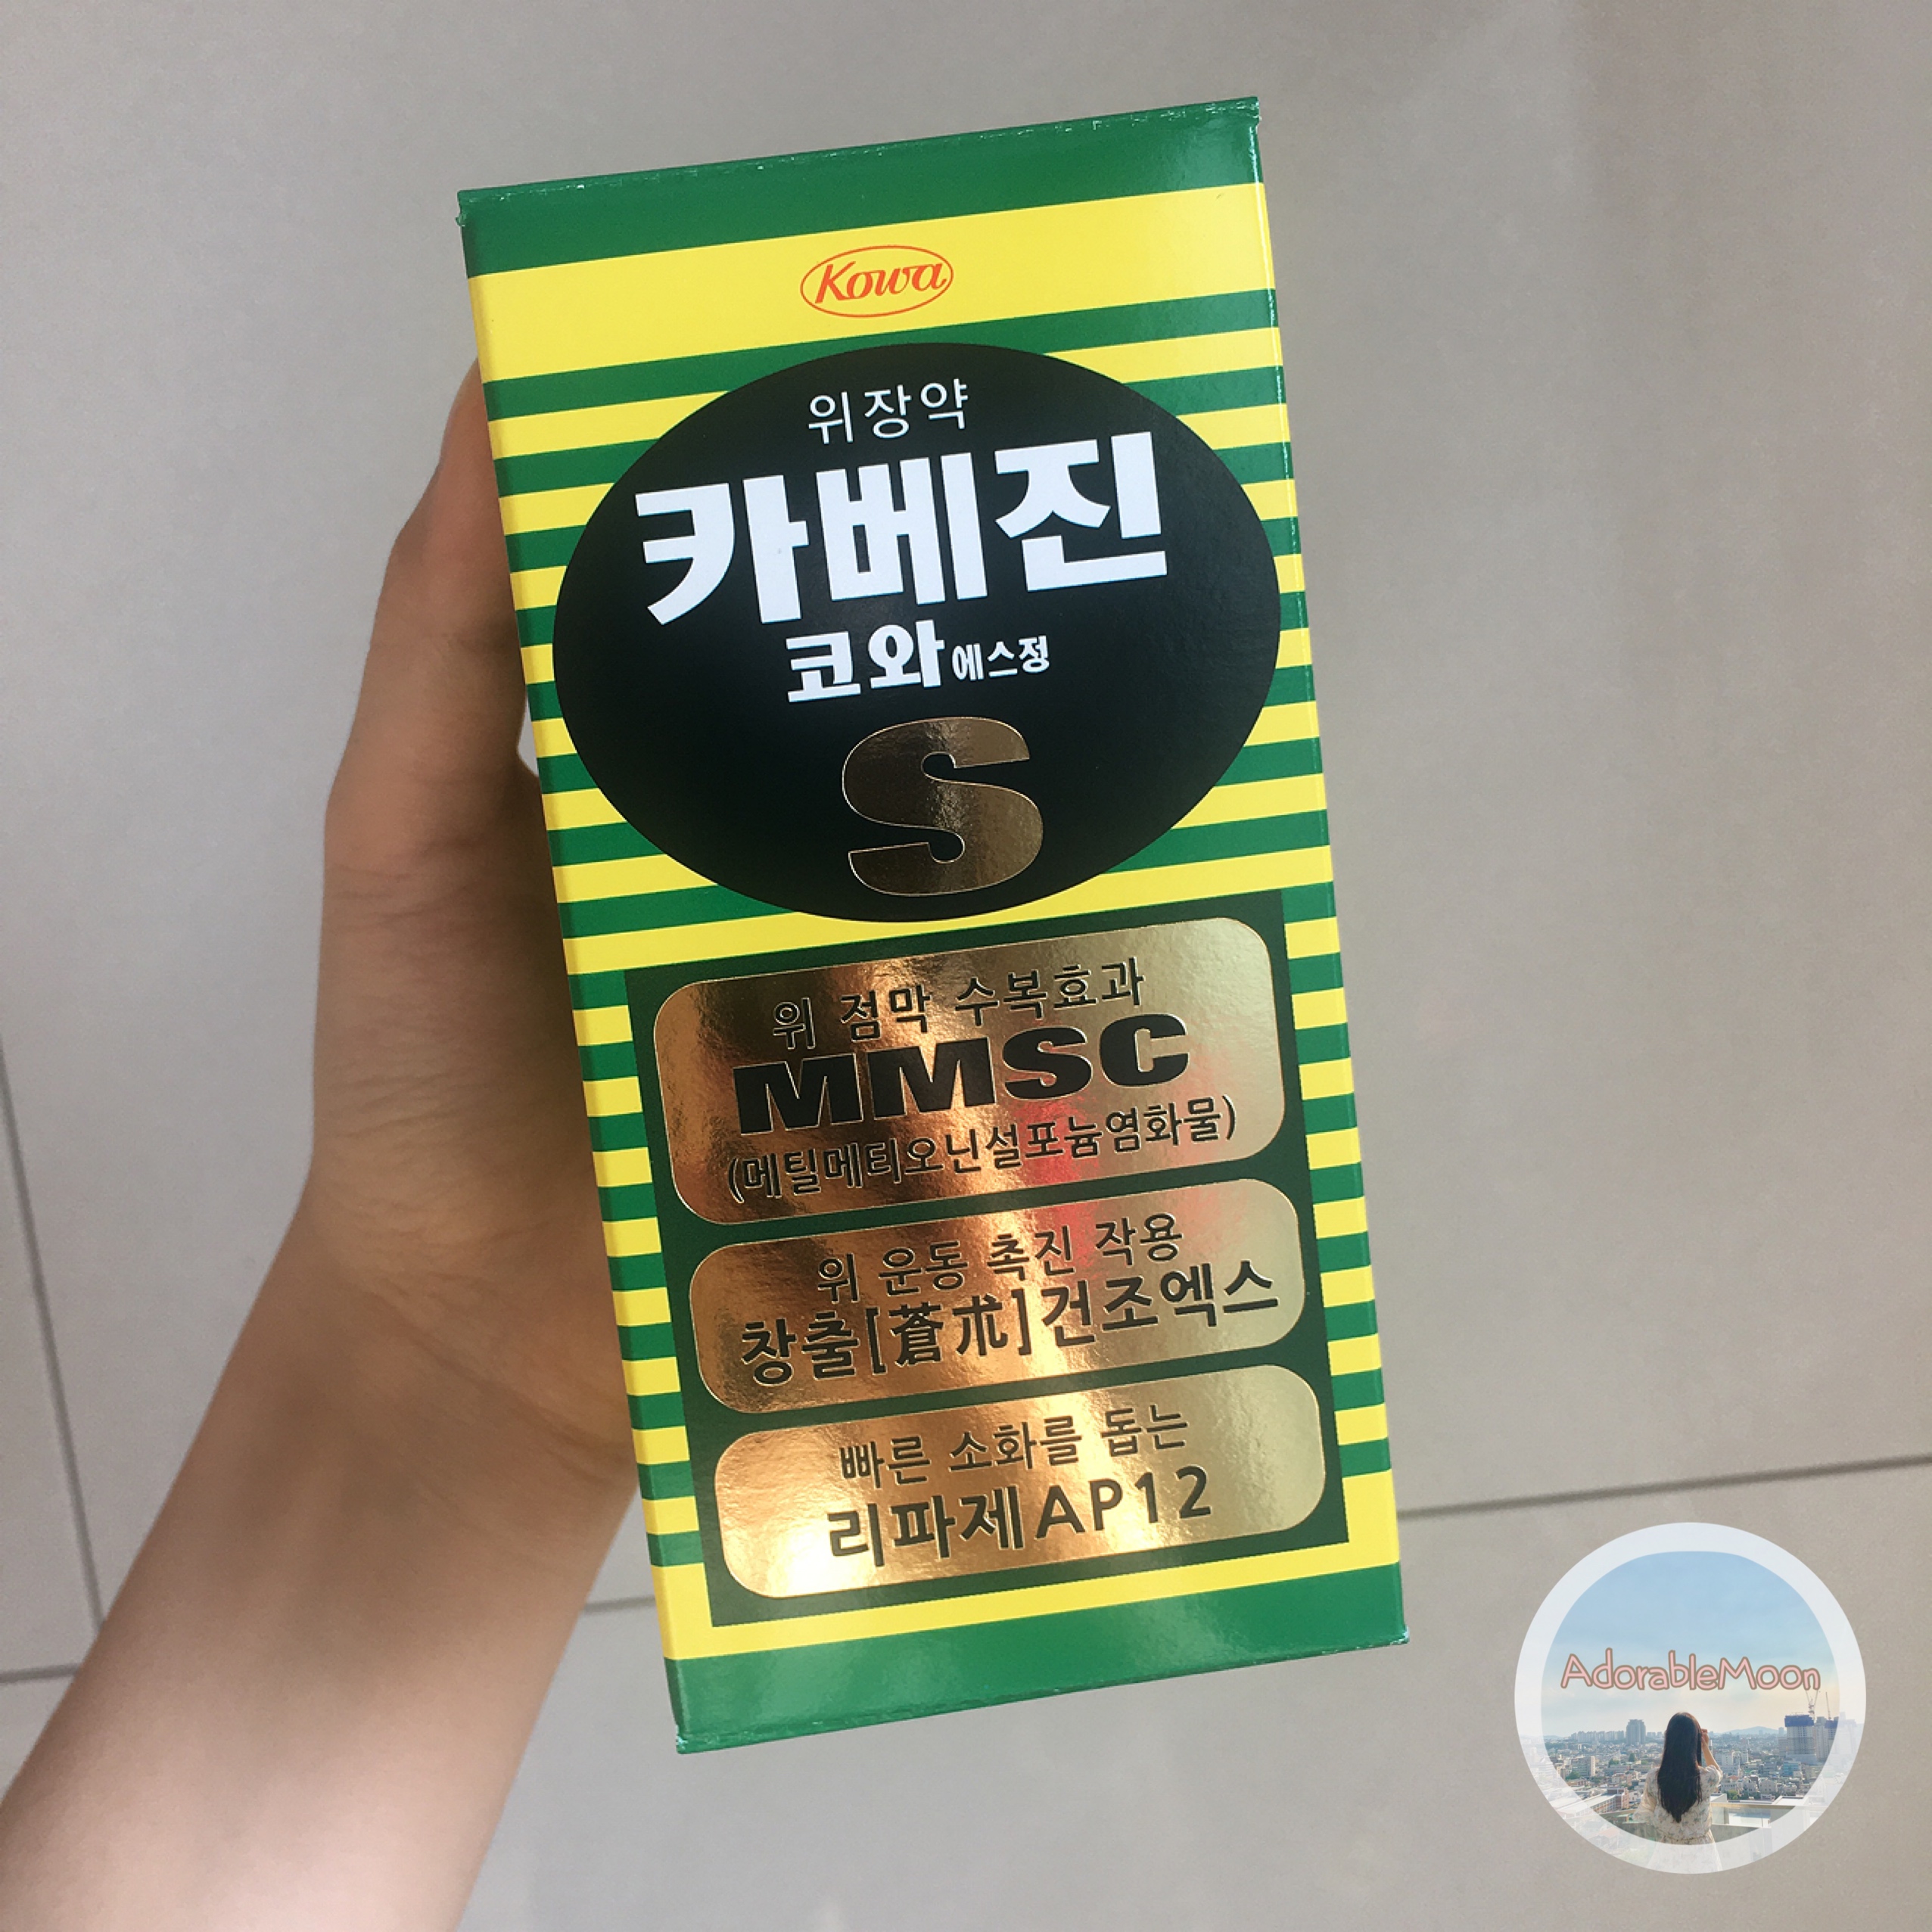 Kowa
위장약
카베진
코와 에스정
S
위 점막 수복효과
MMSC
(메틸메티오닌설포늄염화물)
위 운동 촉진 작용
창출[蒼朮]건조엑스
빠른 소화를 돕는
리파제AP12
AdorableMoon